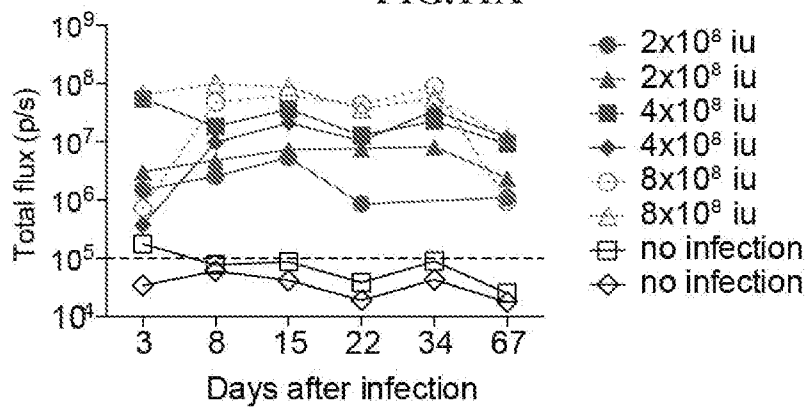 10⁹
10⁸
10⁷
10⁶
10⁵
10⁴
Total flux (p/s)
3 8 15 22 34 67
Days after infection
2x10⁸ iu
2x10⁸ iu
4x10⁸ iu
4x10⁸ iu
8x10⁸ iu
8x10⁸ iu
no infection
no infection